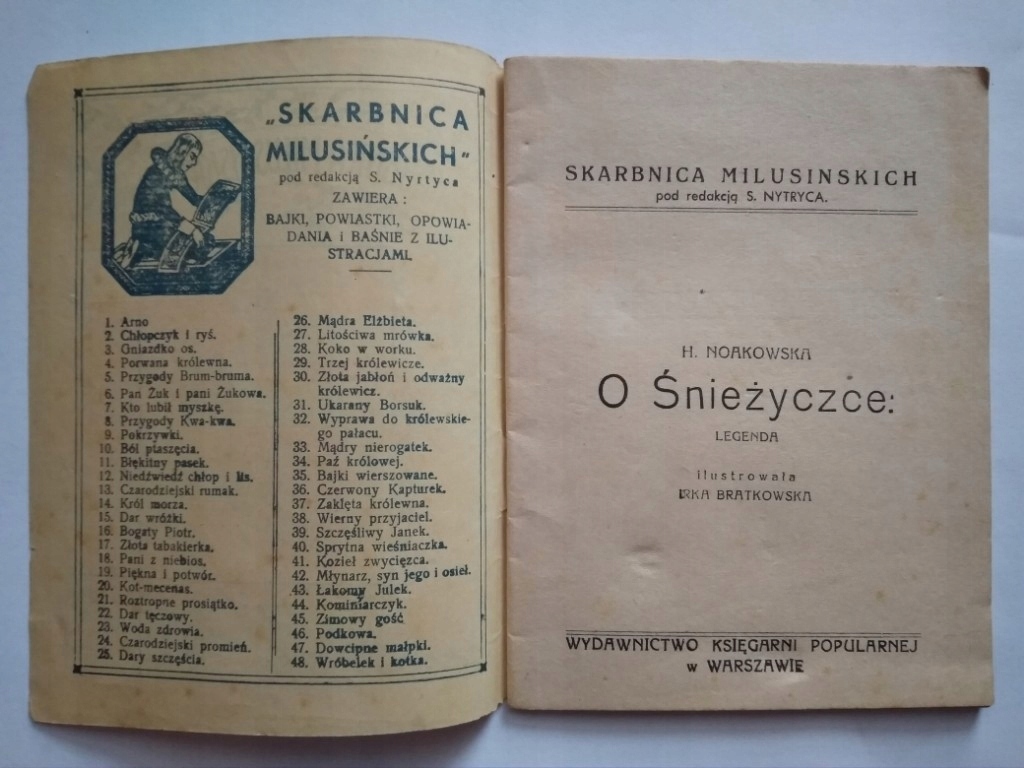 „SKARBNICA
MILUSIŃSKICH"
pod redakcją S. Nyrtyca
ZAWIERA :
BAJKI, POWIASTKI, OPOWIA-
DANIA i BAŚNIE Z ILU-
STRACJAMI.
1. Arno
2. Chłopczyk i ryś.
3. Gniazdko os.
4. Porwana królewna.
5. Przygody Brum-bruma.
6. Pan Żuk i pani Żukowa.
7. Kto lubił myszkę.
8. Przygody Kwa-kwa.
9. Pokrzywki.
10. Ból ptaszęcia.
11. Błękitny pasek.
12. Niedźwiedź chłop i lis.
13. Czarodziejski rumak.
14. Król morza.
15. Dar wróżki.
16. Bogaty Piotr.
17. Złota tabakierka.
18. Pani z niebios.
19. Piękna i potwór.
20. Kot-mecenas.
21. Roztropne prosiątko.
22. Dar tęczowy.
23. Woda zdrowia.
24. Czarodziejski promień.
25. Dary szczęścia.
26. Mądra Elżbieta.
27. Litościwa mrówka.
28. Koko w worku.
29. Trzej królewicze.
30. Złota jabłoń i odważny
królewicz.
31. Ukarany Borsuk.
32. Wyprawa do królewskie-
go pałacu.
33. Mądry nierogatek.
34. Paź królowej.
35. Bajki wierszowane.
36. Czerwony Kapturek.
37. Zaklęta królewna.
38. Wierny przyjaciel.
39. Szczęśliwy Janek.
40. Sprytna wieśniaczka.
41. Kozieł zwycięzca.
42. Młynarz, syn jego i osieł.
43. Łakomy Julek.
44. Kominiarczyk.
45. Zimowy gość
46. Podkowa.
47. Dowcipne małpki.
48. Wróbelek i kotka.
SKARBNICA MILUSINSKICH
pod redakcją S. NYTRYCA.
H. NOAKOWSKA
O Śnieżyczce:
LEGENDA
ilustrowała
IRKA BRATKOWSKA
WYDAWNICTWO KSIĘGARNI POPULARNEJ
w WARSZAWIE